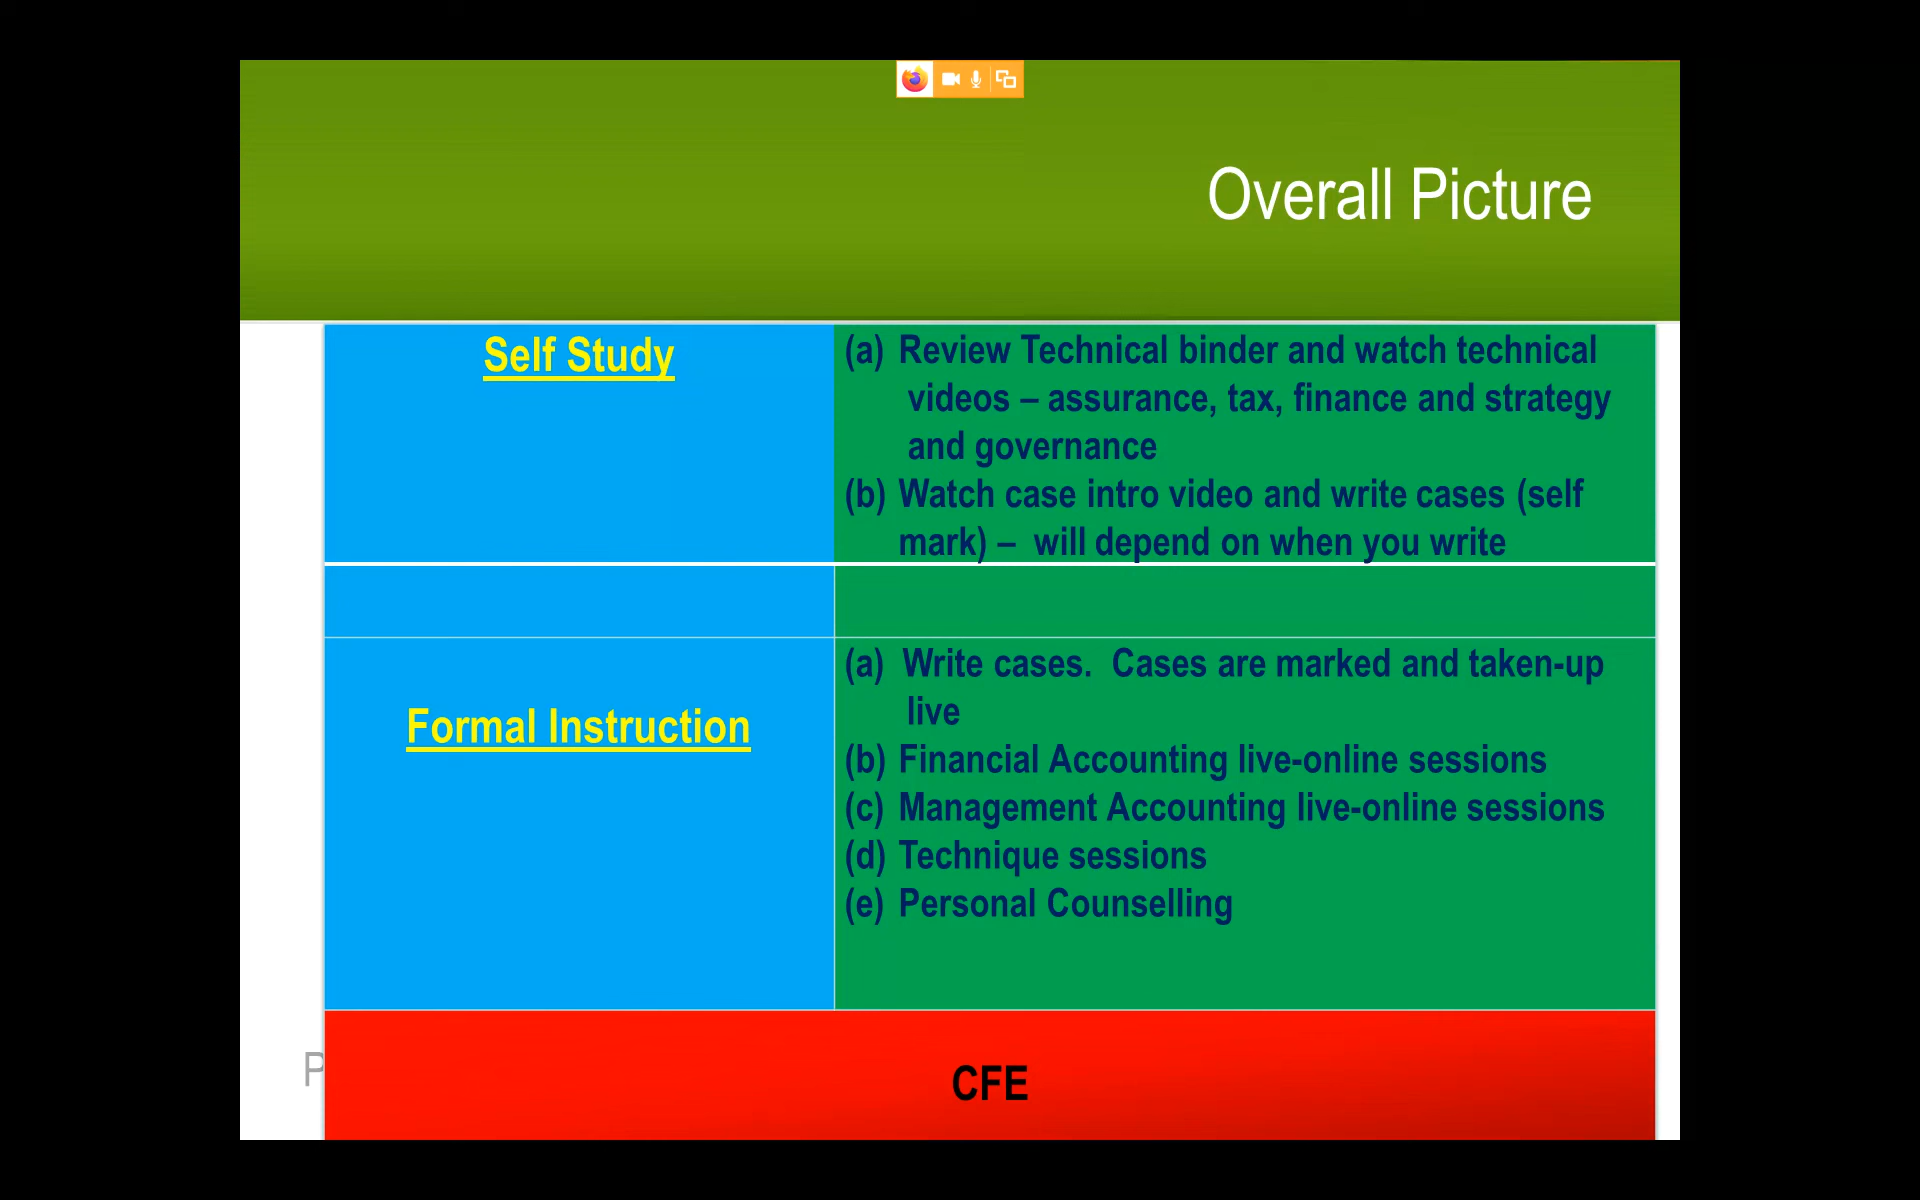 Overall Picture
Self Study
(a) Review Technical binder and watch technical
videos – assurance, tax, finance and strategy
and governance
(b) Watch case intro video and write cases (self
mark) – will depend on when you write
Formal Instruction
(a) Write cases. Cases are marked and taken-up
live
(b) Financial Accounting live-online sessions
(c) Management Accounting live-online sessions
(d) Technique sessions
(e) Personal Counselling
P
CFE